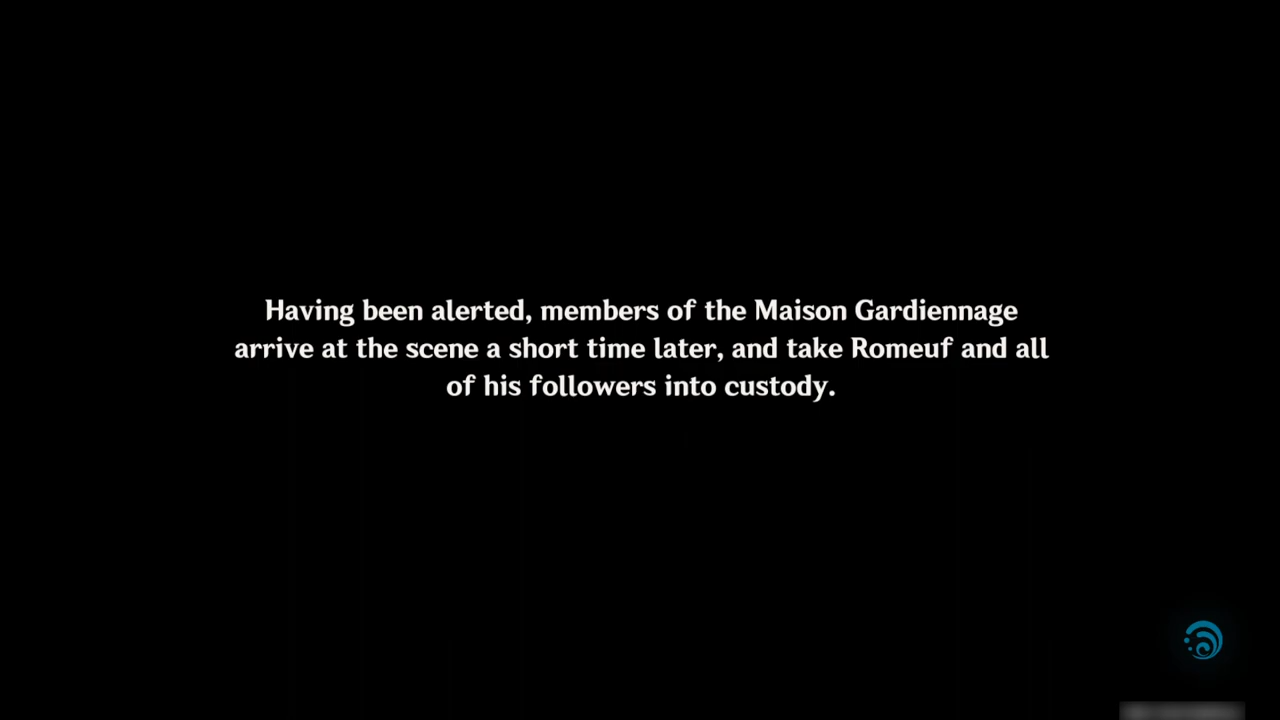 Having been alerted, members of the Maison Gardiennage
arrive at the scene a short time later, and take Romeuf and all
of his followers into custody.